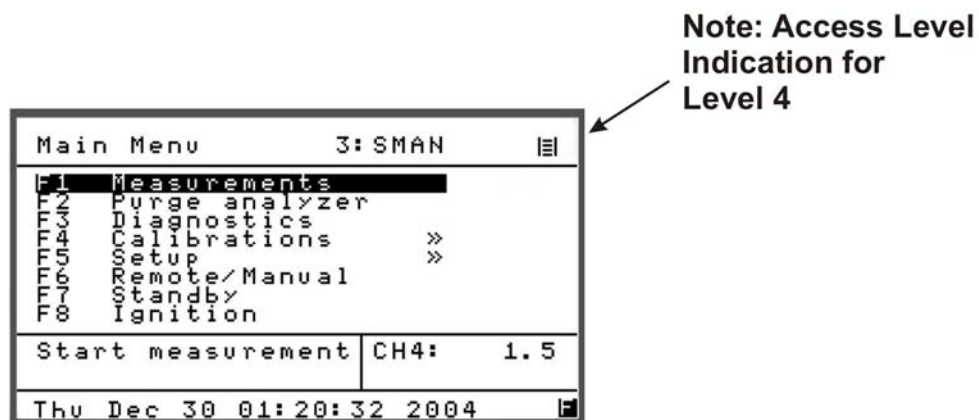 Note: Access Level
Indication for
Level 4
Main Menu 3:SMAN
F1 Measurements
F2 Purge analyzer
F3 Diagnostics
F4 Calibrations »
F5 Setup »
F6 Remote/Manual
F7 Standby
F8 Ignition
Start measurement CH4: 1.5
Thu Dec 30 01:20:32 2004 F